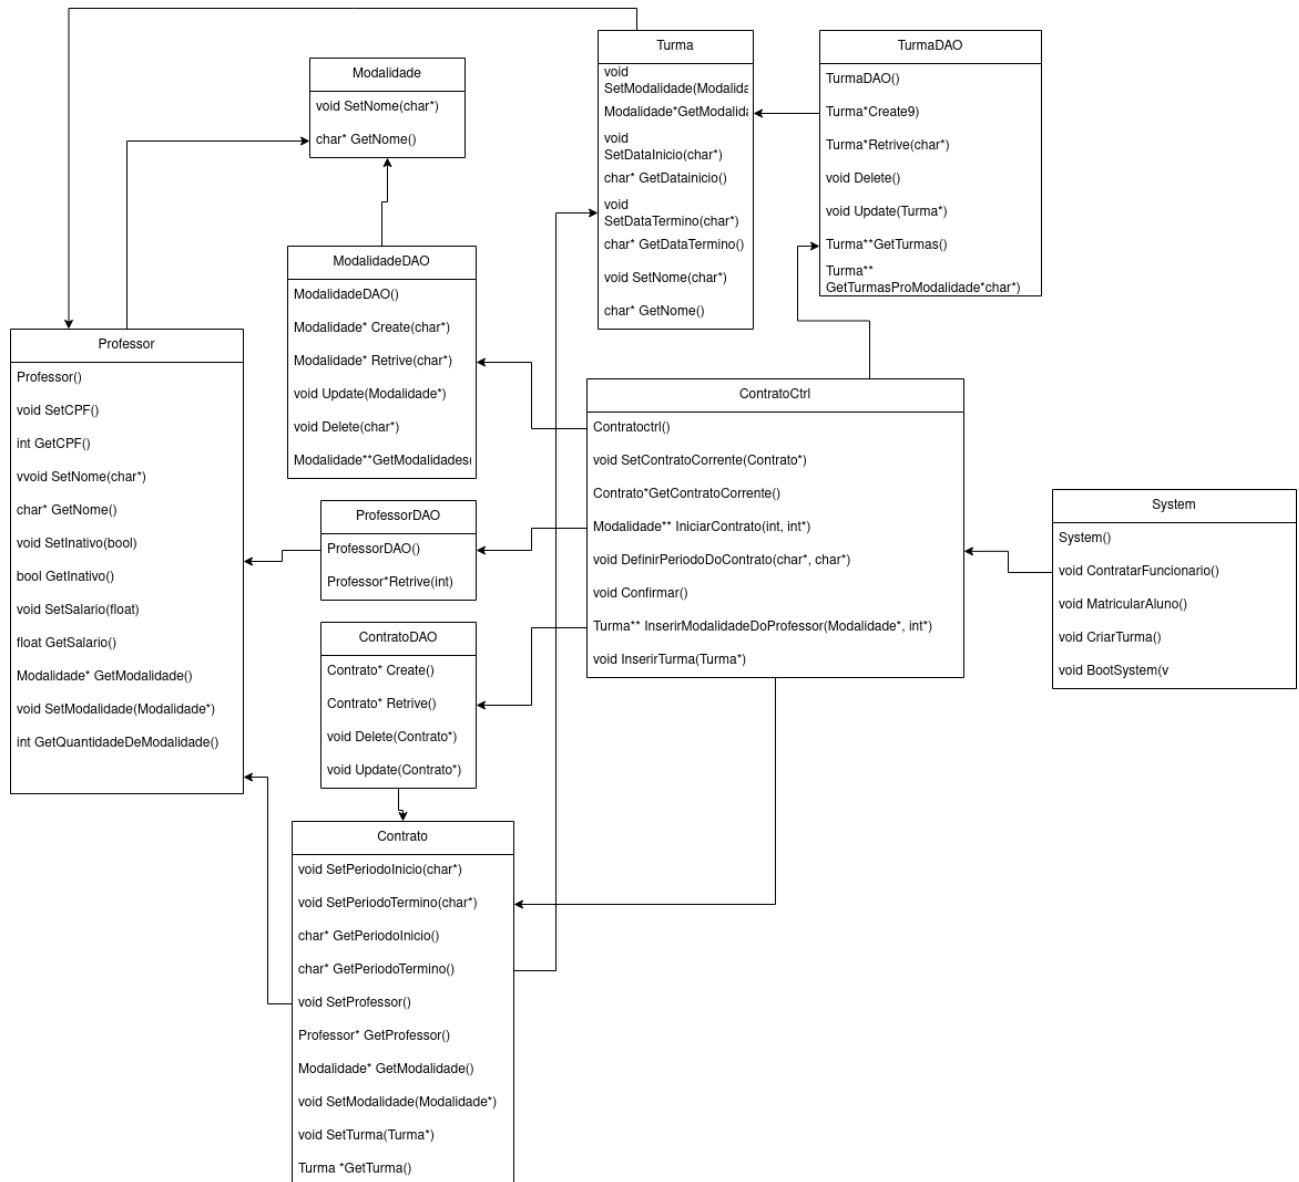 Modalidade
void SetNome(char*)
char* GetNome()
Turma
void
SetModalidade(Modalida
Modalidade*GetModalida
void
SetDataInicio(char*)
char* GetDatainicio()
void
SetDataTermino(char*)
char* GetDataTermino()
void SetNome(char*)
char* GetNome()
TurmaDAO
TurmaDAO()
Turma*Create9)
Turma*Retrive(char*)
void Delete()
void Update(Turma*)
Turma**GetTurmas()
Turma**
GetTurmasProModalidade*char*)
ModalidadeDAO
ModalidadeDAO()
Modalidade* Create(char*)
Modalidade* Retrive(char*)
void Update(Modalidade*)
void Delete(char*)
Modalidade**GetModalidades(
Professor
Professor()
void SetCPF()
int GetCPF()
vvoid SetNome(char*)
char* GetNome()
void SetInativo(bool)
bool GetInativo()
void SetSalario(float)
float GetSalario()
Modalidade* GetModalidade()
void SetModalidade(Modalidade*)
int GetQuantidadeDeModalidade()
ProfessorDAO
ProfessorDAO()
Professor*Retrive(int)
ContratoDAO
Contrato* Create()
Contrato* Retrive()
void Delete(Contrato*)
void Update(Contrato*)
ContratoCtrl
Contratoctrl()
void SetContratoCorrente(Contrato*)
Contrato*GetContratoCorrente()
Modalidade** IniciarContrato(int, int*)
void DefinirPeriodoDoContrato(char*, char*)
void Confirmar()
Turma** InserirModalidadeDoProfessor(Modalidade*, int*)
void InserirTurma(Turma*)
System
System()
void ContratarFuncionario()
void MatricularAluno()
void CriarTurma()
void BootSystem(v
Contrato
void SetPeriodoInicio(char*)
void SetPeriodoTermino(char*)
char* GetPeriodoInicio()
char* GetPeriodoTermino()
void SetProfessor()
Professor* GetProfessor()
Modalidade* GetModalidade()
void SetModalidade(Modalidade*)
void SetTurma(Turma*)
Turma *GetTurma()